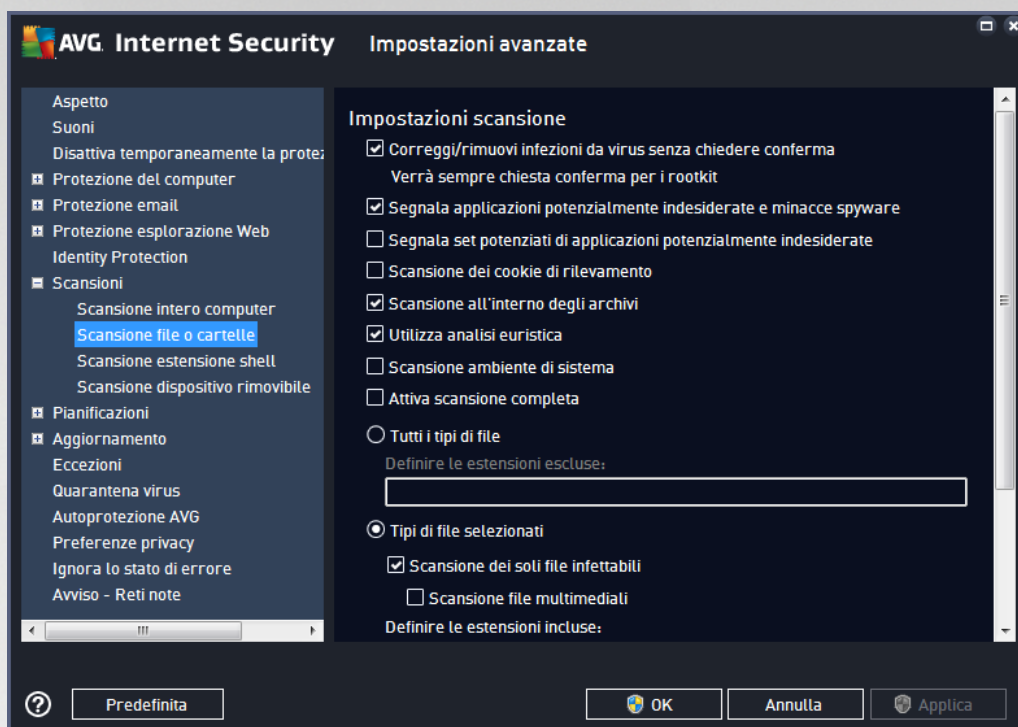 AVG. Internet Security
Impostazioni avanzate
Aspetto
Suoni
Disattiva temporaneamente la protez
Protezione del computer
Protezione email
Protezione esplorazione Web
Identity Protection
Scansioni
Scansione intero computer
Scansione file o cartelle
Scansione estensione shell
Scansione dispositivo rimovibile
Pianificazioni
Aggiornamento
Eccezioni
Quarantena virus
Autoprotezione AVG
Preferenze privacy
Ignora lo stato di errore
Avviso - Reti note
Impostazioni scansione
Correggi/rimuovi infezioni da virus senza chiedere conferma
Verrà sempre chiesta conferma per i rootkit
Segnala applicazioni potenzialmente indesiderate e minacce spyware
Segnala set potenziati di applicazioni potenzialmente indesiderate
Scansione dei cookie di rilevamento
Scansione all'interno degli archivi
Utilizza analisi euristica
Scansione ambiente di sistema
Attiva scansione completa
Tutti i tipi di file
Definire le estensioni escluse:
Tipi di file selezionati
Scansione dei soli file infettabili
Scansione file multimediali
Definire le estensioni incluse:
Predefinita
OK
Annulla
Applica